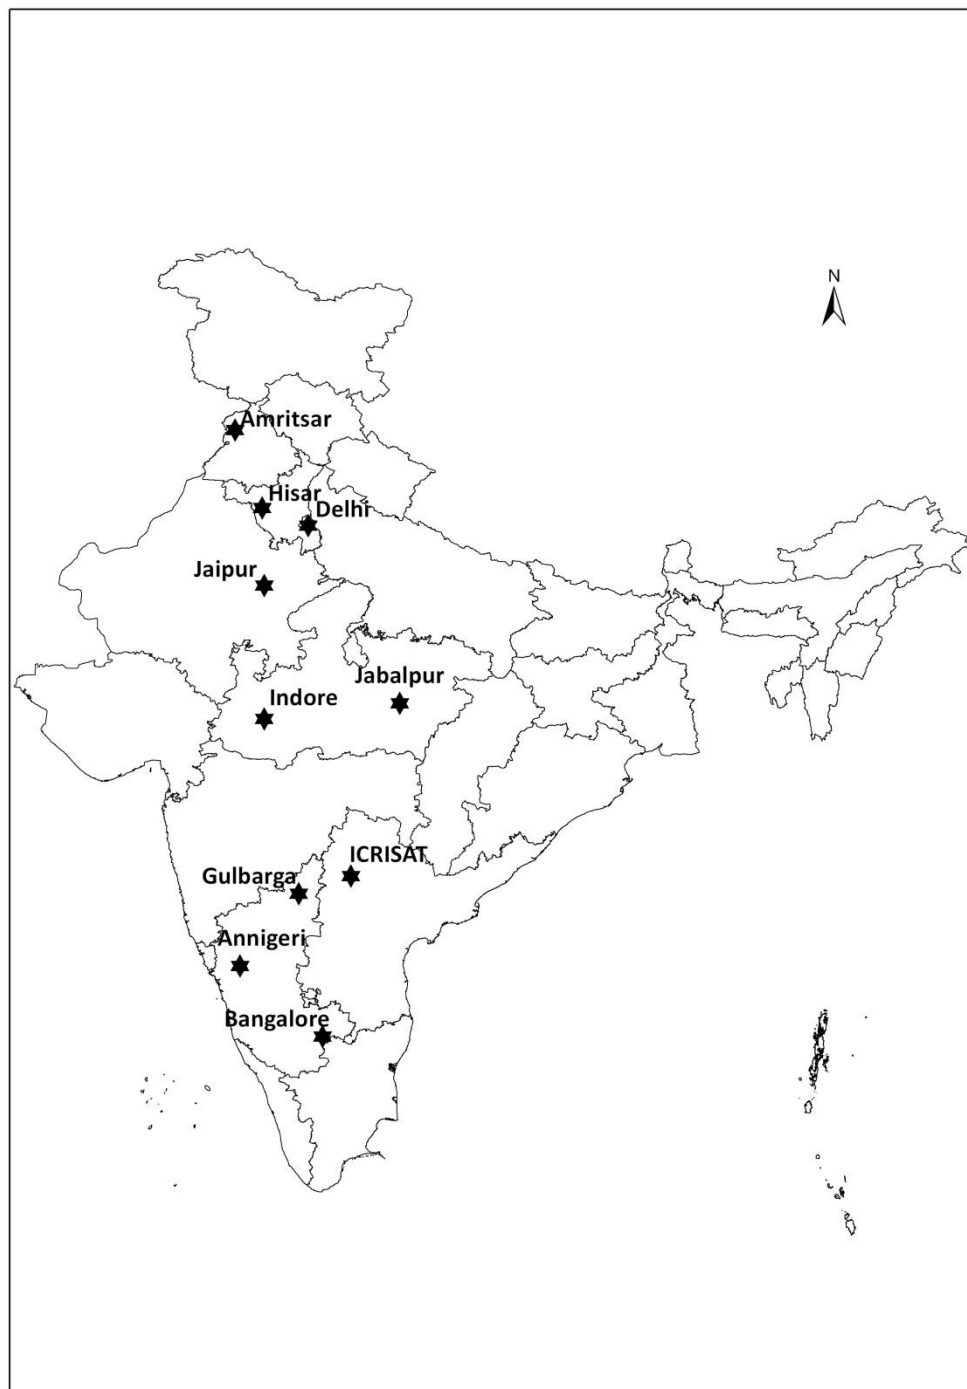 N
Amritsar
Hisar
Delhi
Jaipur
Jabalpur
Indore
ICRISAT
Gulbarga
Annigeri
Bangalore